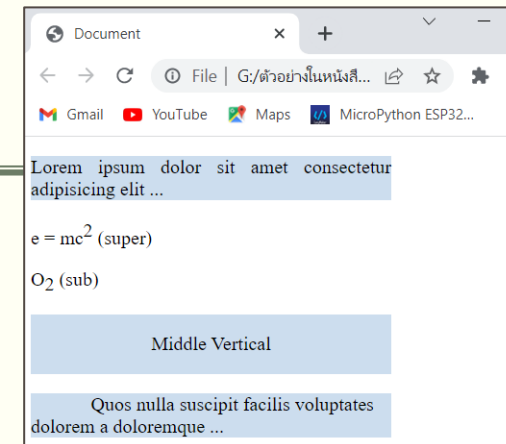 Document
File | G:/ตัวอย่างในหนังสื...
Gmail YouTube Maps MicroPython ESP32...
Lorem ipsum dolor sit amet consectetur
adipisicing elit ...
e = mc2 (super)
O2 (sub)
Middle Vertical
Quos nulla suscipit facilis voluptates
dolorem a doloremque ...